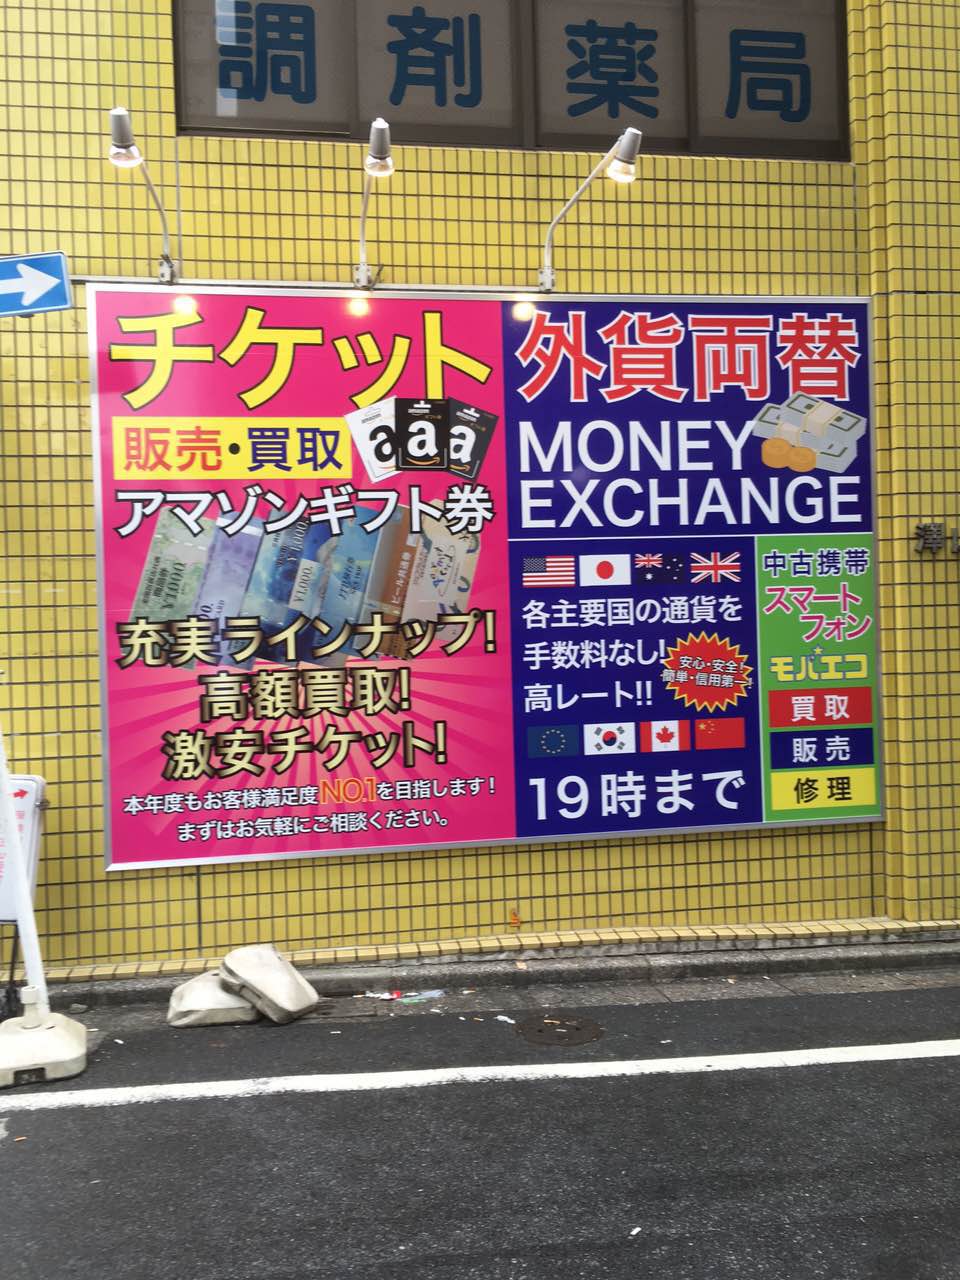 調剤薬局
チケット
販売・買取
amazon
a
amazon
a
amazon
a
アマゾンギフト券
充実ラインナップ!
高額買取!
激安チケット!
本年度もお客様満足度NO.1を目指します!
まずはお気軽にご相談ください。
外貨両替
MONEY
EXCHANGE
各主要国の通貨を
手数料なし!
高レート!!
安心・安全!
簡単・信用第一!
19時まで
中古携帯
スマート
フォン
モバエコ
買取
販売
修理
澤